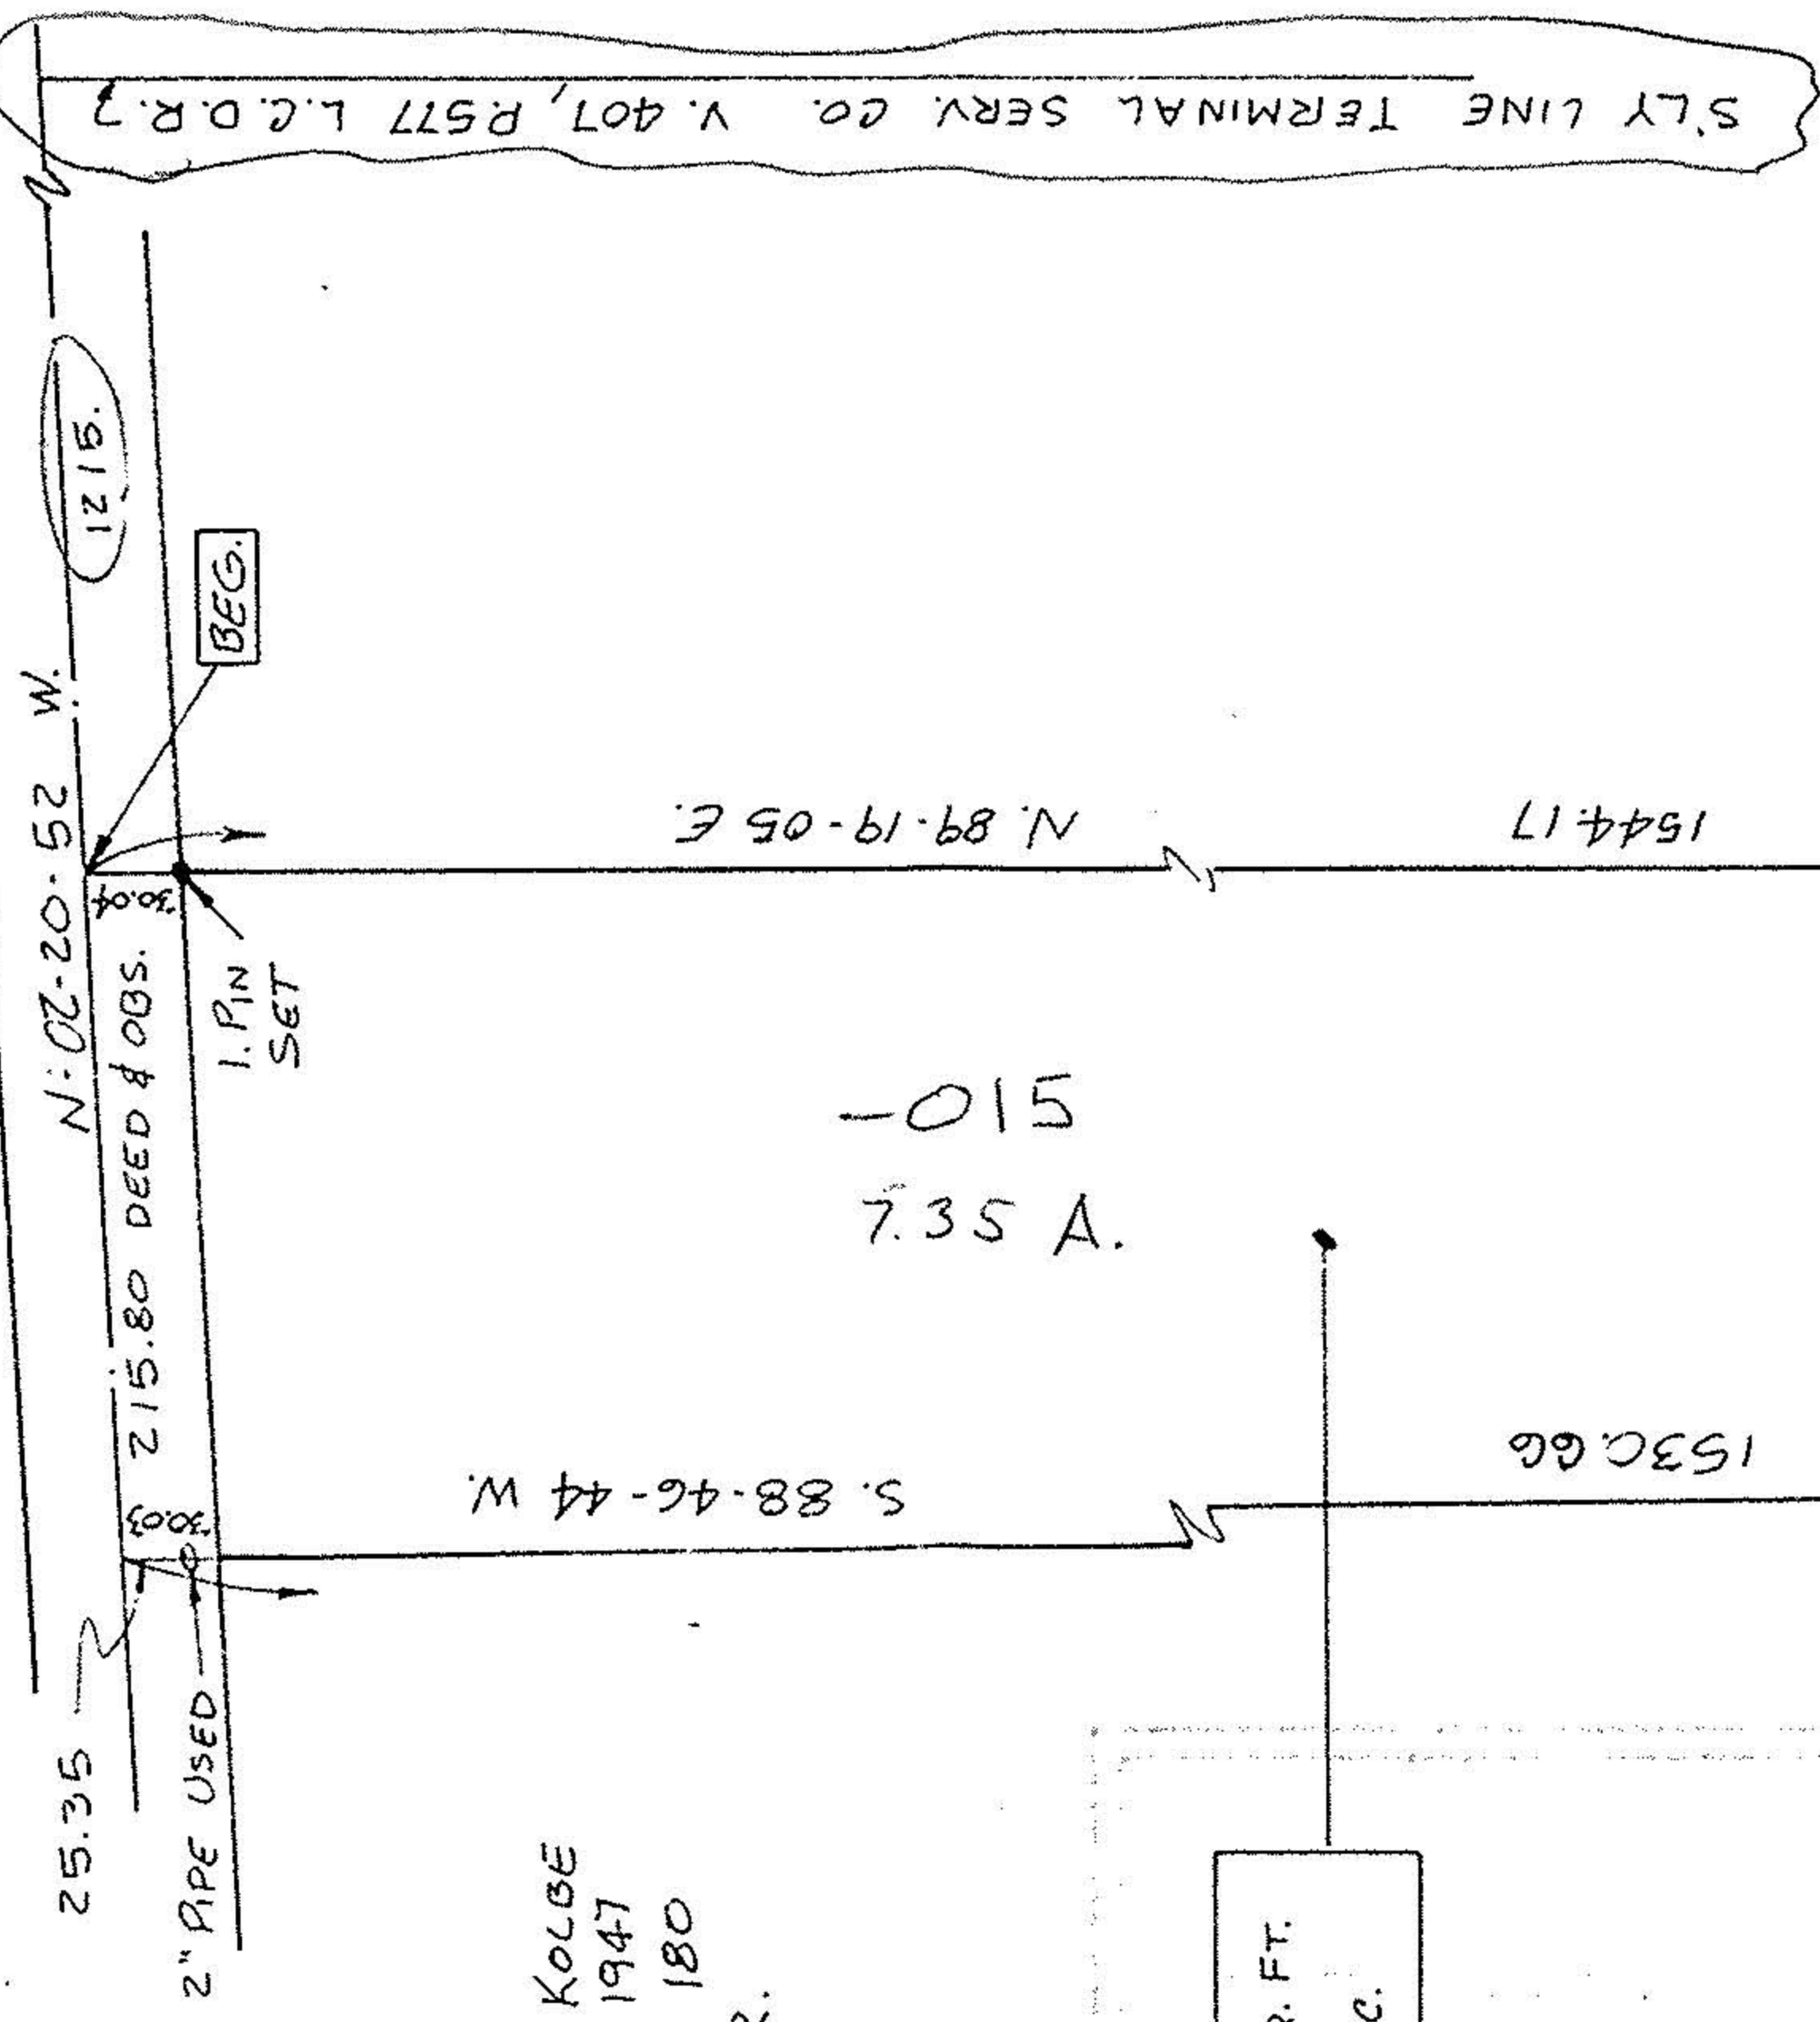 S'LY LINE TERMINAL SERV. CO. V. 407, P.577 L.C.D.R.
N. 02-20-52 W.
1215.
BEG.
30.04
215.80 DEED & OBS.
I. PIN
SET
N. 89-19-05 E.
1544.17
-015
7.35 A.
30.03
S. 88-46-44 W.
1530.66
25.35
2" PIPE USED
KOLBE
1947
180
R.
FT.
C.